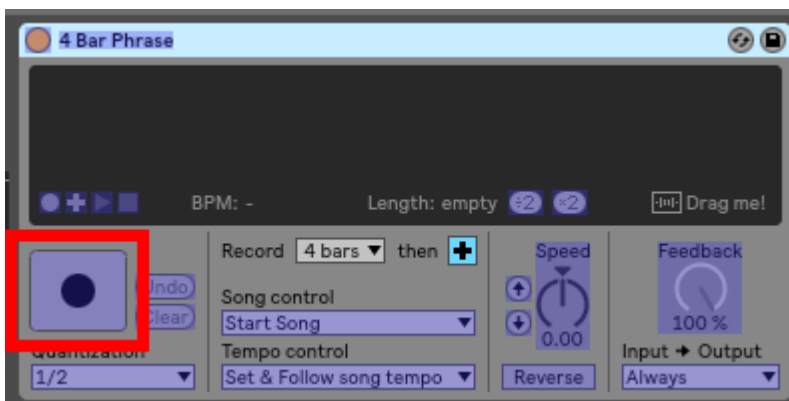 4 Bar Phrase
BPM: -
Length: empty
÷2
×2
Drag me!
Undo
Clear
Quantization
1/2
Record 4 bars then
Song control
Start Song
Tempo control
Set & Follow song tempo
Speed
0.00
Reverse
Feedback
100 %
Input → Output
Always